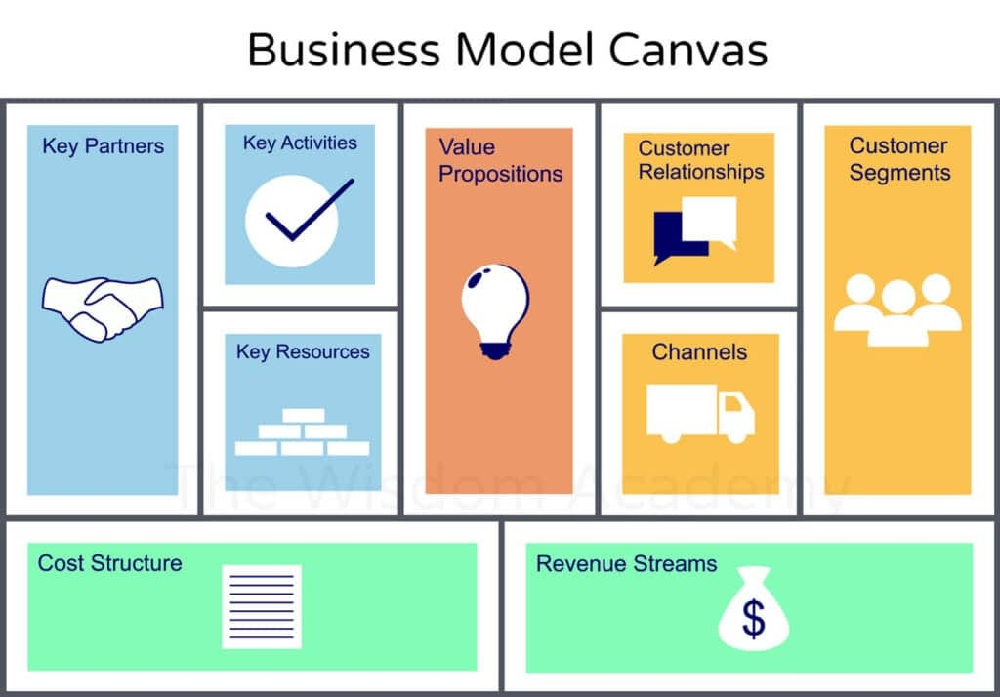 Business Model Canvas
Key Partners
Key Activities
Key Resources
Value
Propositions
Customer
Relationships
Channels
Customer
Segments
The Wisdom Academy
Cost Structure
Revenue Streams
$